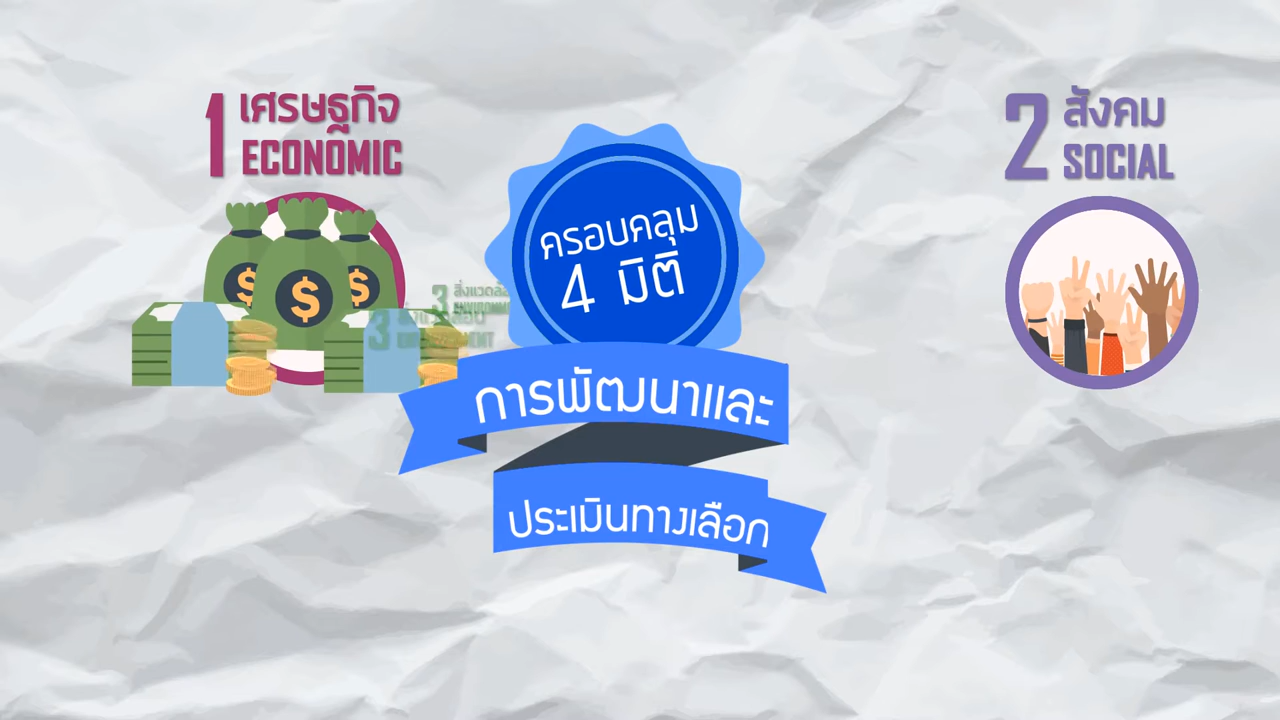 1 เศรษฐกิจ
ECONOMIC
2 สังคม
SOCIAL
ครอบคลุม
4 มิติ
3
3
การพัฒนาและ
ประเมินทางเลือก
$ $ $